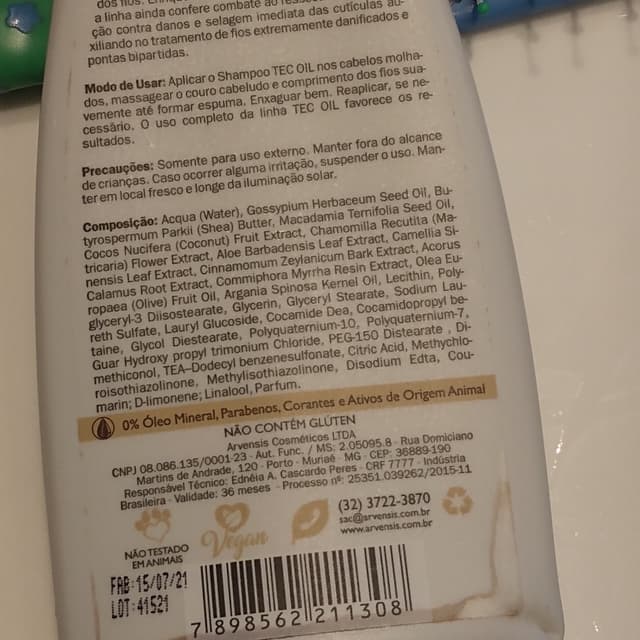 dos fios.
a linha ainda confere combate ao
ção contra danos e selagem imediata das cutículas au-
xiliando no tratamento de fios extremamente danificados e
pontas bipartidas.
Modo de Usar: Aplicar o Shampoo TEC OIL nos cabelos molha-
dos, massagear o couro cabeludo e comprimento dos fios sua-
vemente até formar espuma, Enxaguar bem. Reaplicar, se ne-
cessário. O uso completo da linha TEC OIL favorece os re-
sultados.
Precauções: Somente para uso externo. Manter fora do alcance
de crianças. Caso ocorrer alguma irritação, suspender o uso. Man-
ter em local fresco e longe da iluminação solar.
Composição: Acqua (Water), Gossypium Herbaceum Seed Oil, Bu-
tyrospermum Parkii (Shea) Butter, Macadamia Ternifolia Seed Oil,
Cocos Nucifera (Coconut) Fruit Extract, Chamomilla Recutita (Ma-
tricaria) Flower Extract, Aloe Barbadensis Leaf Extract, Camellia Si-
nensis Leaf Extract, Cinnamomum Zeylanicum Bark Extract, Acorus
Calamus Root Extract, Commiphora Myrrha Resin Extract, Olea Eu-
ropaea (Olive) Fruit Oil, Argania Spinosa Kernel Oil, Lecithin, Poly-
glyceryl-3 Diisostearate, Glycerin, Glyceryl Stearate, Sodium Lau-
reth Sulfate, Lauryl Glucoside, Cocamide Dea, Cocamidopropyl be-
taine, Glycol Diestearate, Polyquaternium-10, Polyquaternium-7,
Guar Hydroxy propyl trimonium Chloride, PEG-150 Distearate , Di-
methiconol, TEA-Dodecyl benzenesulfonate, Citric Acid, Methychlo-
roisothiazolinone, Methylisothiazolinone, Disodium Edta, Cou-
marin; D-limonene; Linalool, Parfum.
0% Óleo Mineral, Parabenos, Corantes e Ativos de Origem Animal
NÃO CONTÉM GLÚTEN
Arvensis Cosméticos LTDA
CNPJ 08.086.135/0001-23 - Aut. Func. / MS: 2.05095.8 - Rua Domiciano
Martins de Andrade, 120 - Porto - Muriaé - MG - CEP: 36889-190
Responsável Técnico: Ednéia A. Cascardo Peres - CRF 7777 - Indústria
Brasileira - Validade: 36 meses - Processo nº: 25351.039262/2015-11
(32) 3722-3870
sac@arvensis.com.br
www.arvensis.com.br
NÃO TESTADO
EM ANIMAIS
Vegan
FAB:15/07/21
LOT:41521
7 898562 211308